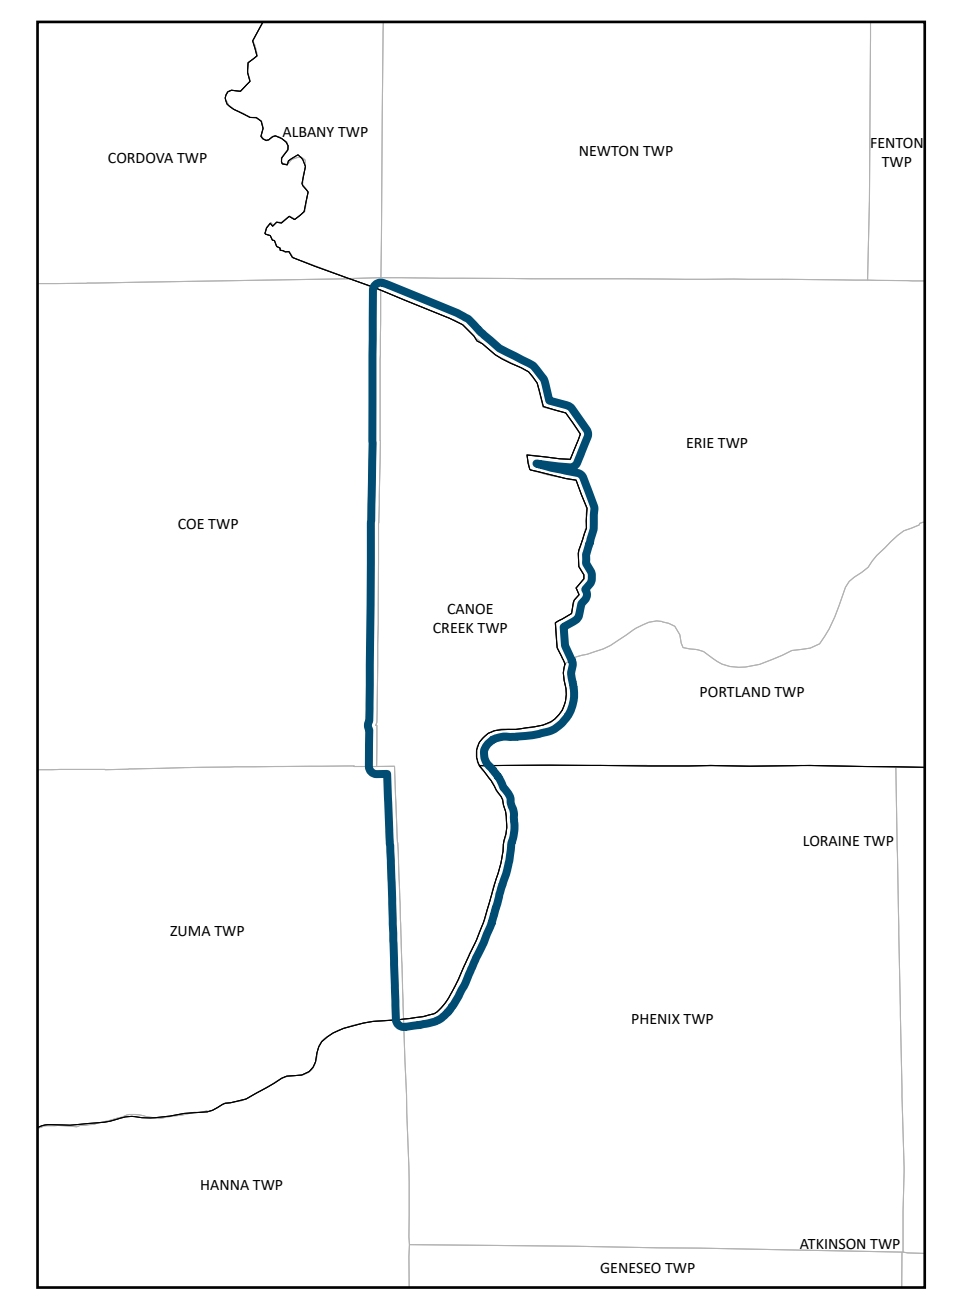 ALBANY TWP
CORDOVA TWP
NEWTON TWP
FENTON
TWP
ERIE TWP
COE TWP
CANOE
CREEK TWP
PORTLAND TWP
LORAINE TWP
ZUMA TWP
PHENIX TWP
HANNA TWP
ATKINSON TWP
GENESEO TWP